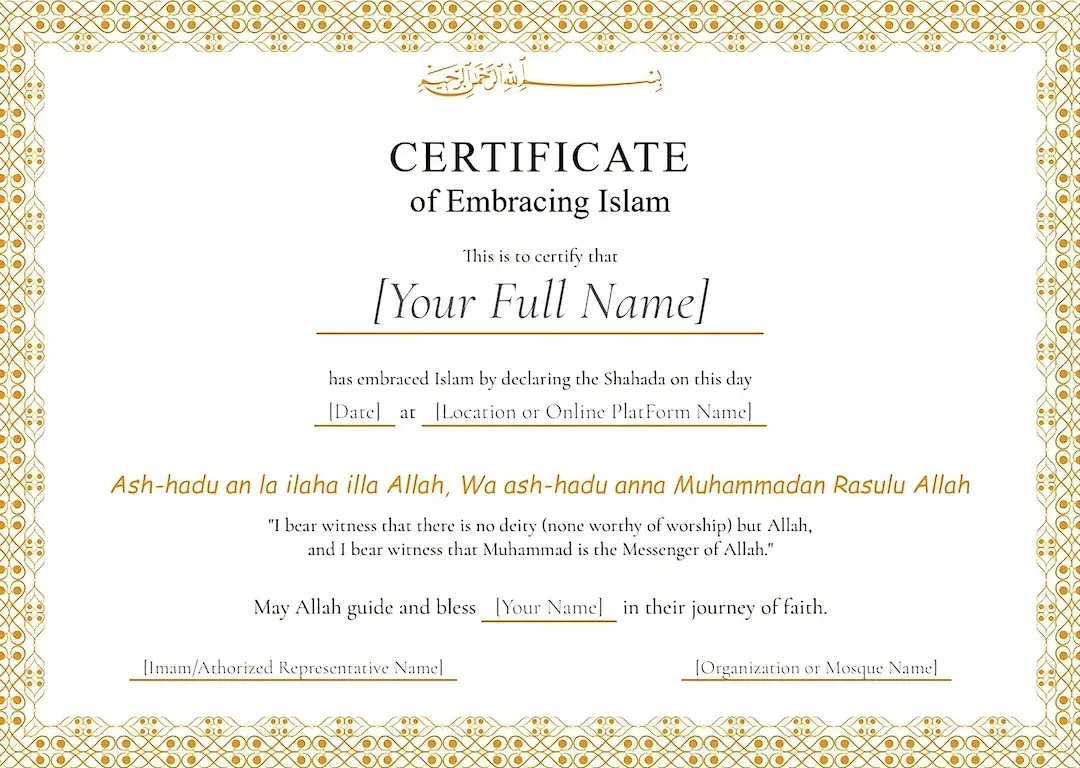 بسم الله الرحمن الرحيم
CERTIFICATE
of Embracing Islam
This is to certify that
[Your Full Name]
has embraced Islam by declaring the Shahada on this day
[Date] at [Location or Online PlatForm Name]
Ash-hadu an la ilaha illa Allah, Wa ash-hadu anna Muhammadan Rasulu Allah
"I bear witness that there is no deity (none worthy of worship) but Allah,
and I bear witness that Muhammad is the Messenger of Allah."
May Allah guide and bless [Your Name] in their journey of faith.
[Imam/Athorized Representative Name] [Organization or Mosque Name]